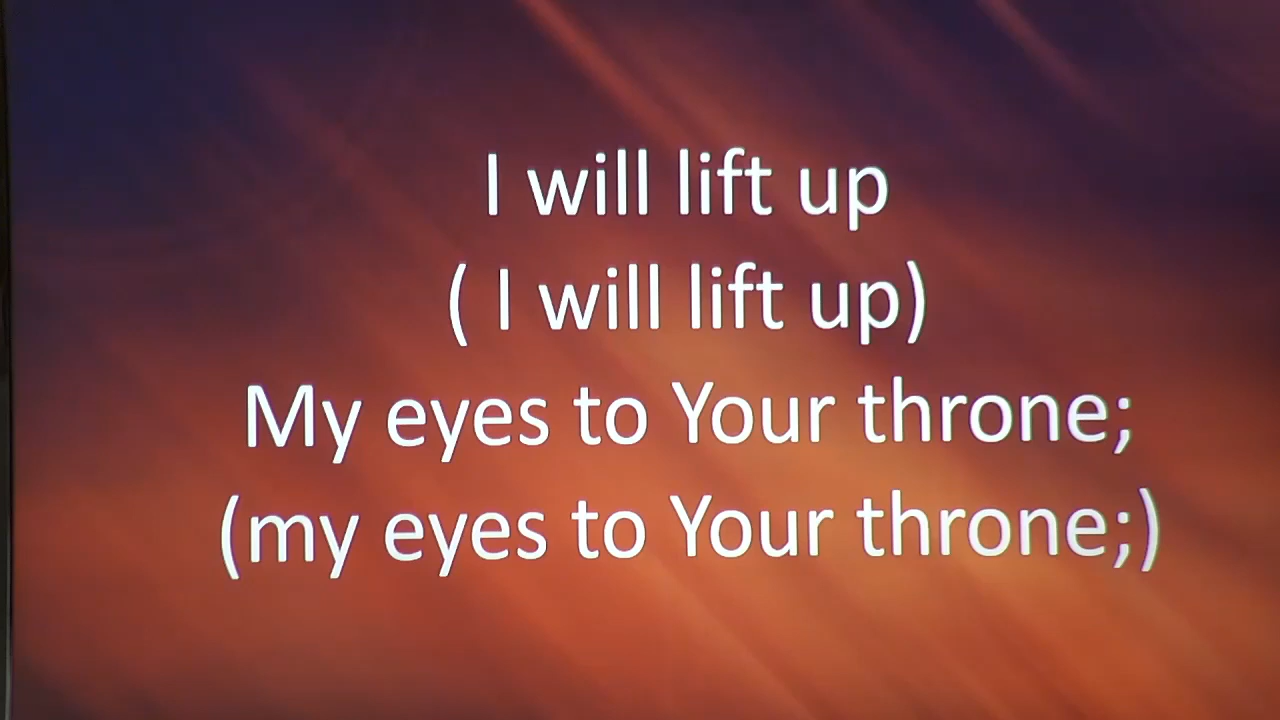 I will lift up
( I will lift up)
My eyes to Your throne;
(my eyes to Your throne;)